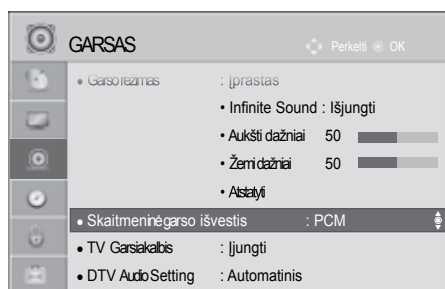 GARSAS
Perkelti OK
• Garso režimas : Įprastas
• Infinite Sound : Išjungti
• Aukšti dažniai 50
• Žemi dažniai 50
• Atstatyti
• Skaitmeninė garso išvestis : PCM
• TV Garsiakalbis : Įjungti
• DTV Audio Setting : Automatinis